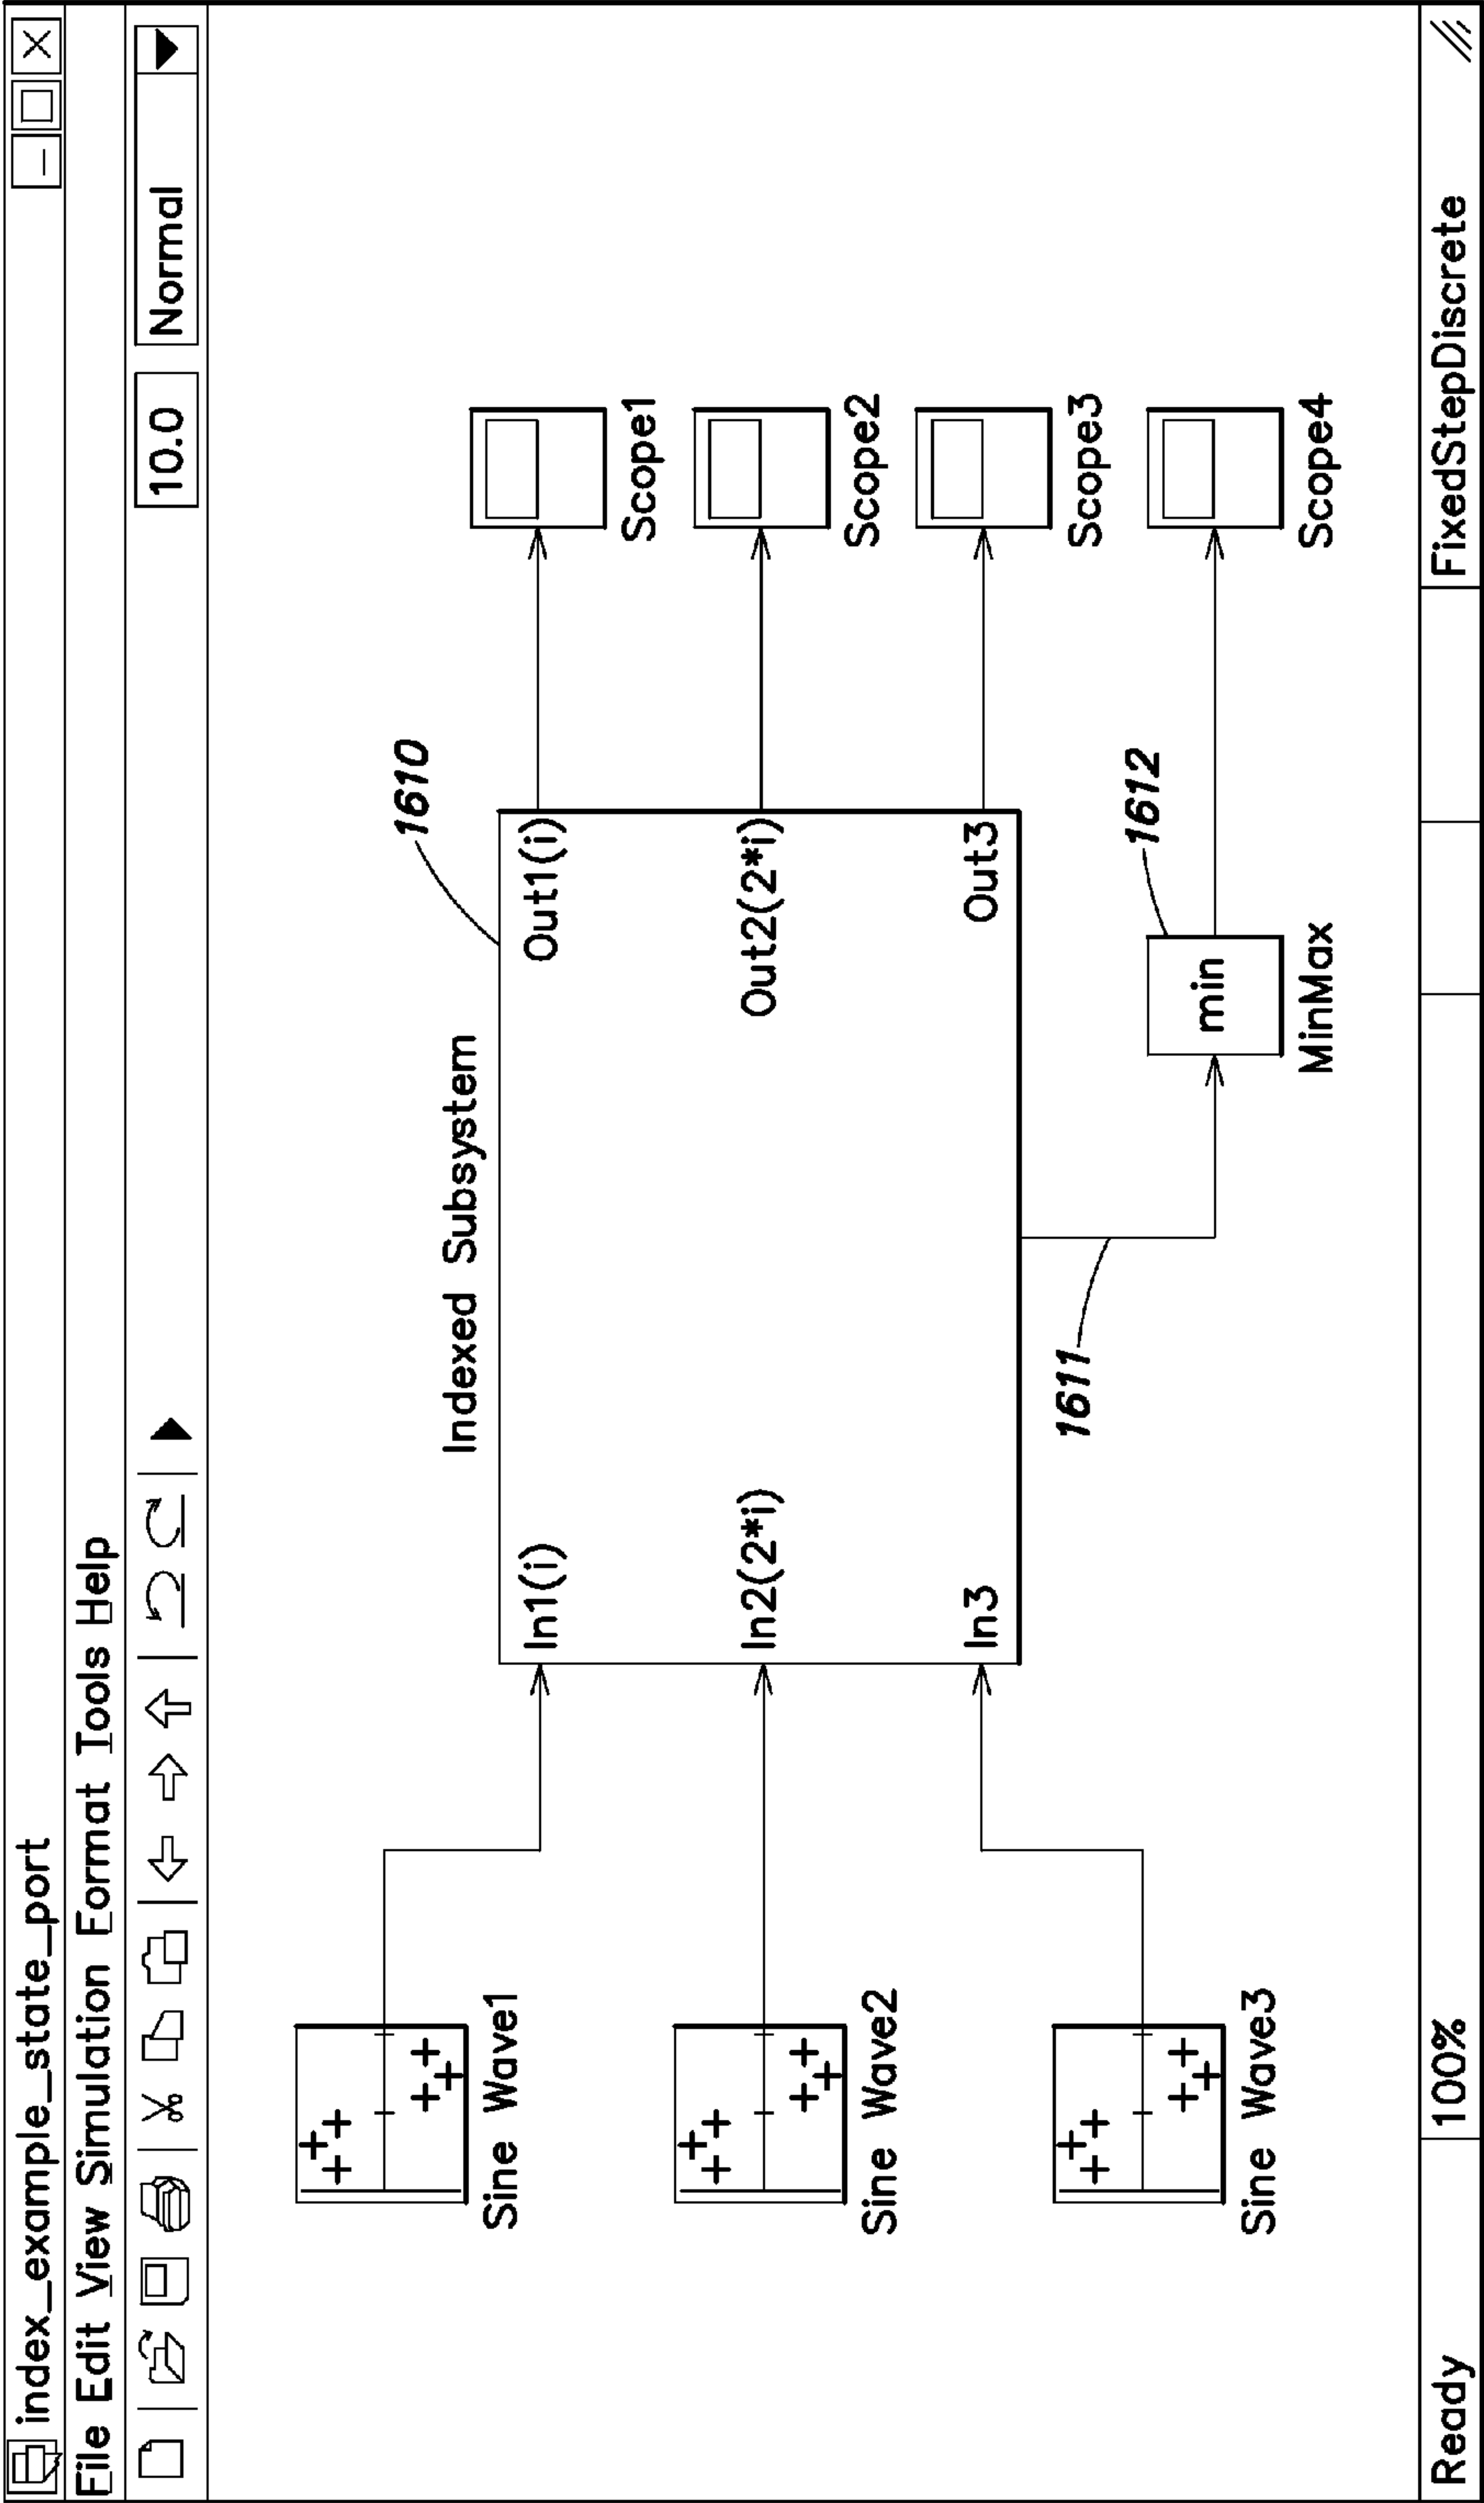 index_example_state_port
File Edit View Simulation Format Tools Help
10.0 Normal
Indexed Subsystem
1610
Sine Wave1
In1(i)
Out1(i)
Scope1
Sine Wave2
In2(2*i)
Out2(2*i)
Scope2
Sine Wave3
In3
Out3
Scope3
1611
1612
min
MinMax
Scope4
Ready 100% FixedStepDiscrete